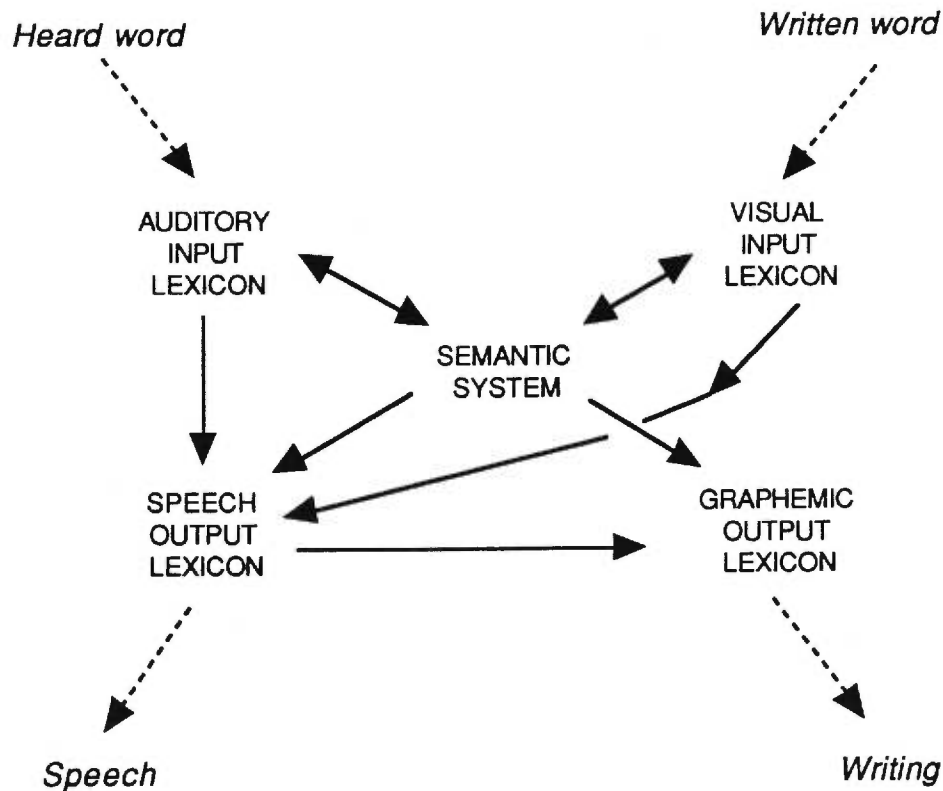 Heard word
Written word
AUDITORY
INPUT
LEXICON
VISUAL
INPUT
LEXICON
SEMANTIC
SYSTEM
SPEECH
OUTPUT
LEXICON
GRAPHEMIC
OUTPUT
LEXICON
Speech
Writing